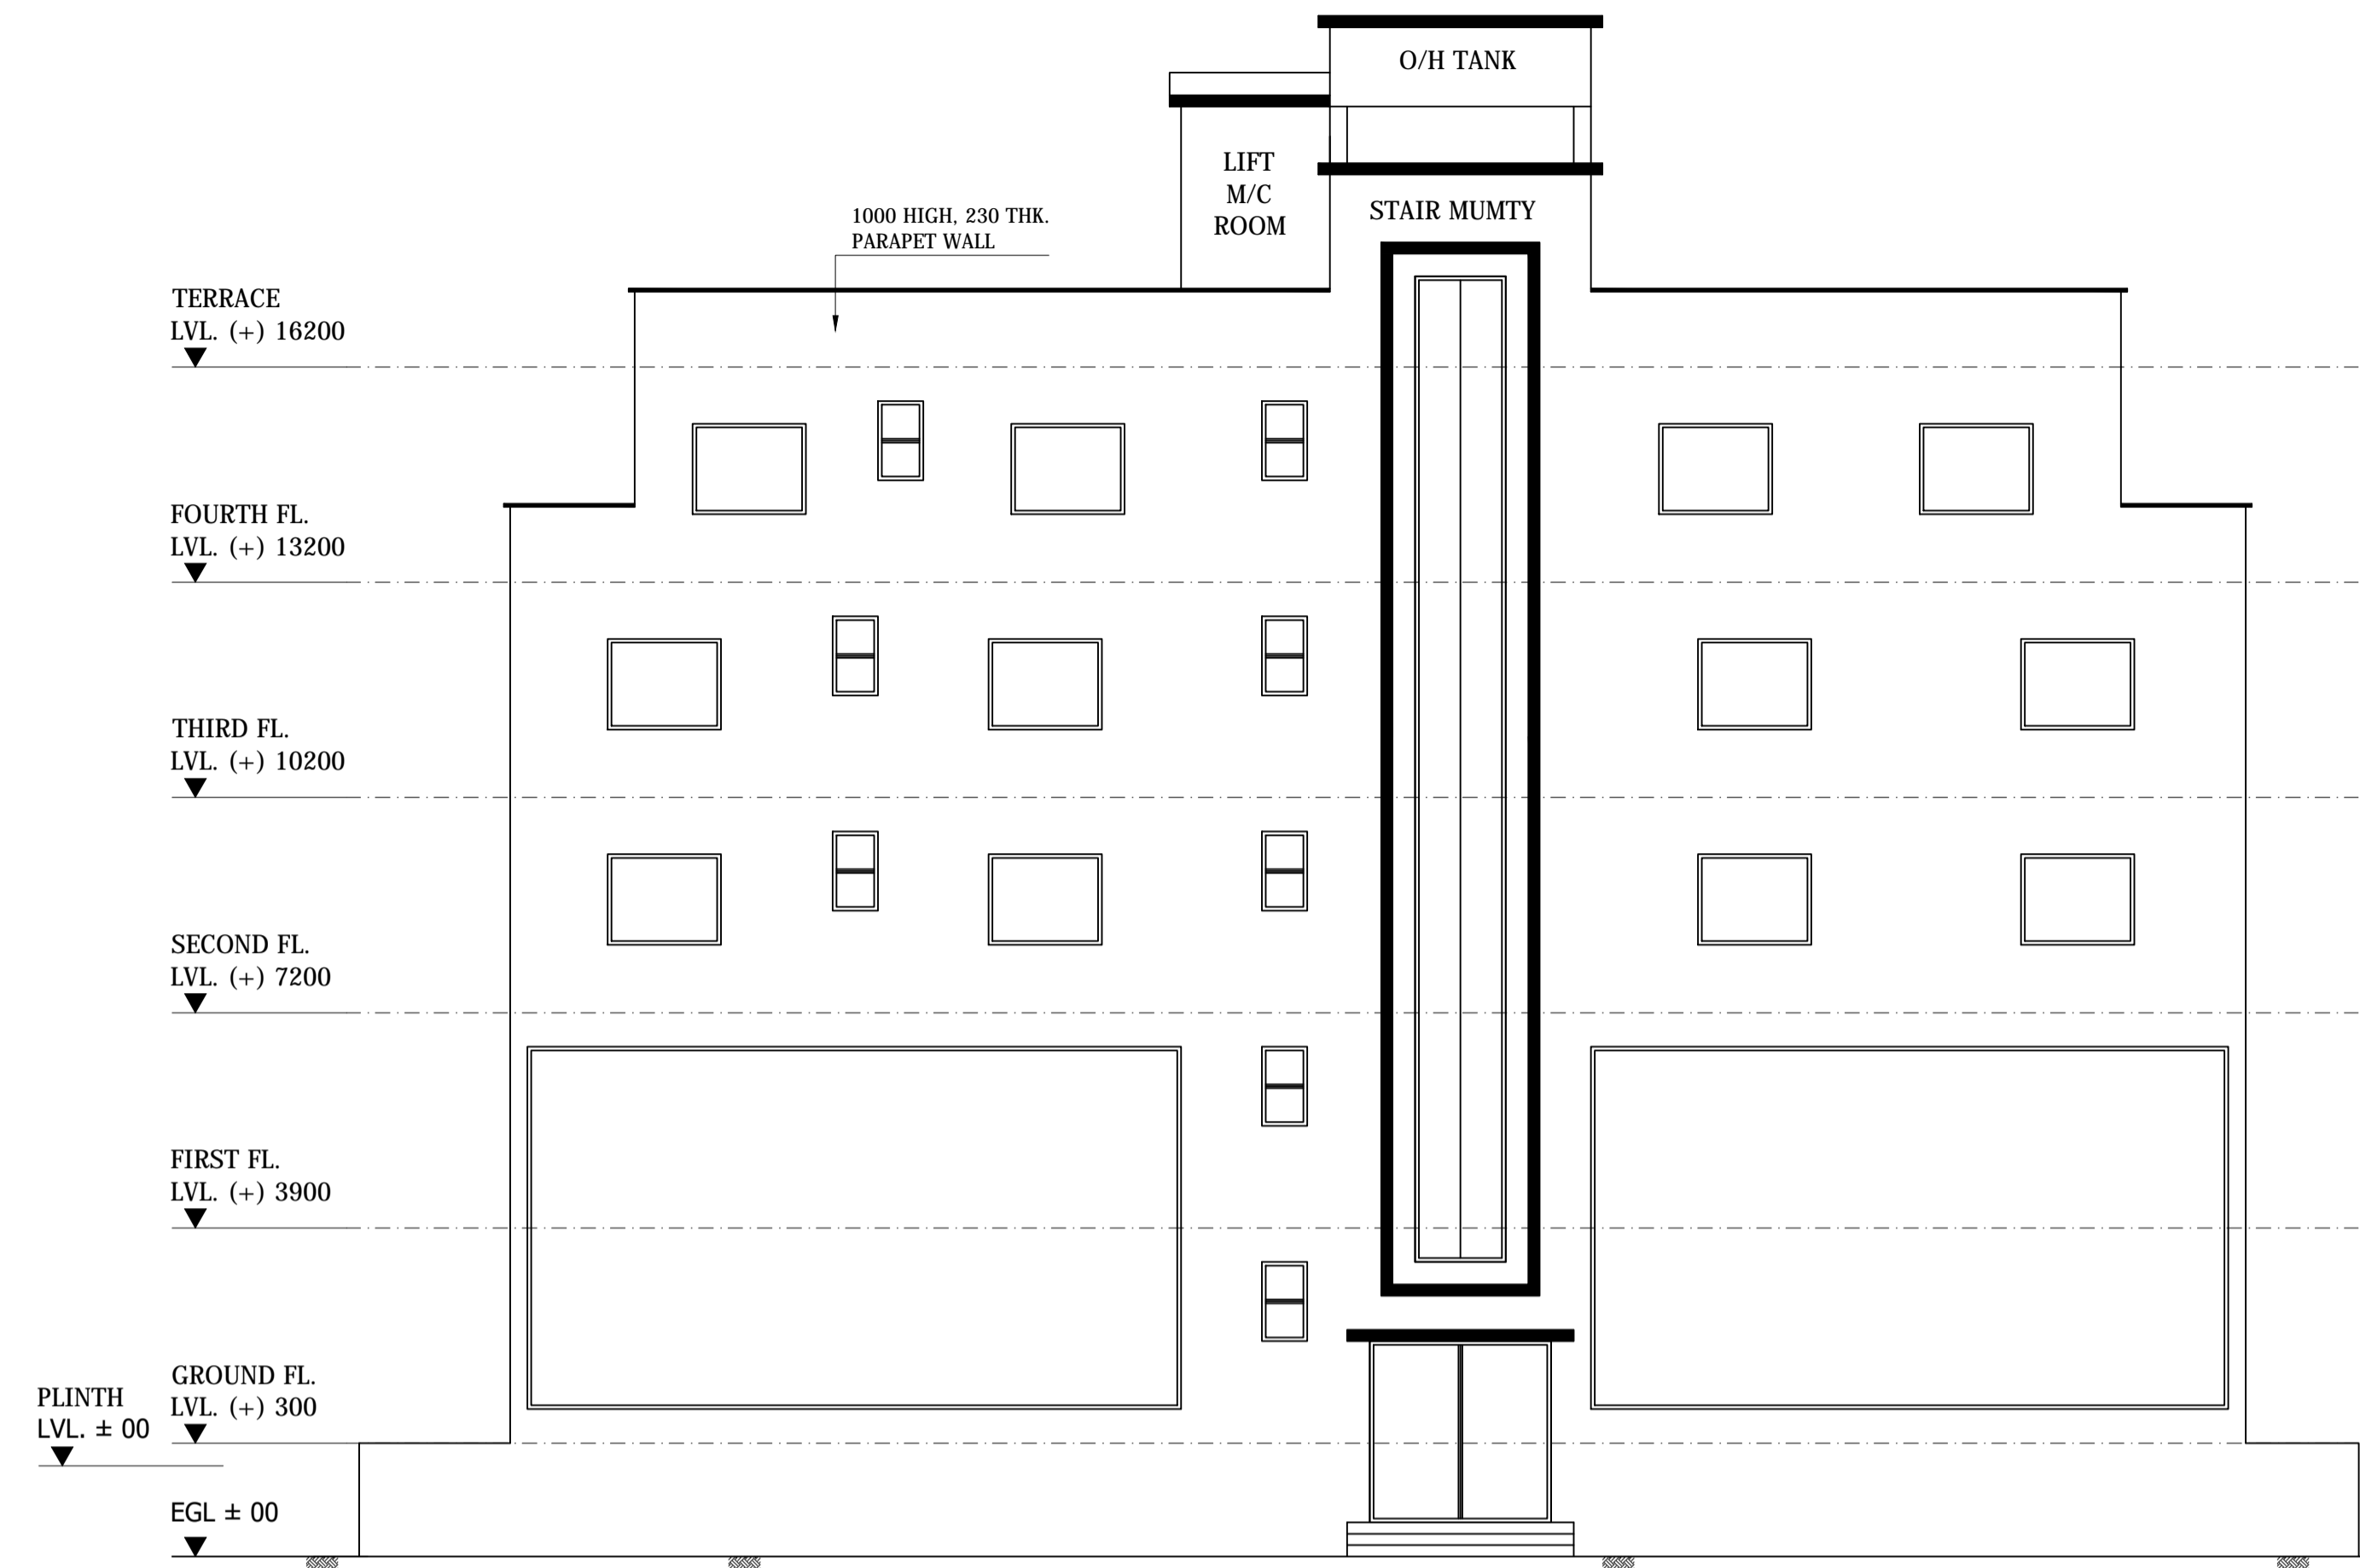 O/H TANK
LIFT
M/C
ROOM
STAIR MUMTY
1000 HIGH, 230 THK.
PARAPET WALL
TERRACE
LVL. (+) 16200
FOURTH FL.
LVL. (+) 13200
THIRD FL.
LVL. (+) 10200
SECOND FL.
LVL. (+) 7200
FIRST FL.
LVL. (+) 3900
GROUND FL.
LVL. (+) 300
PLINTH
LVL. ± 00
EGL ± 00